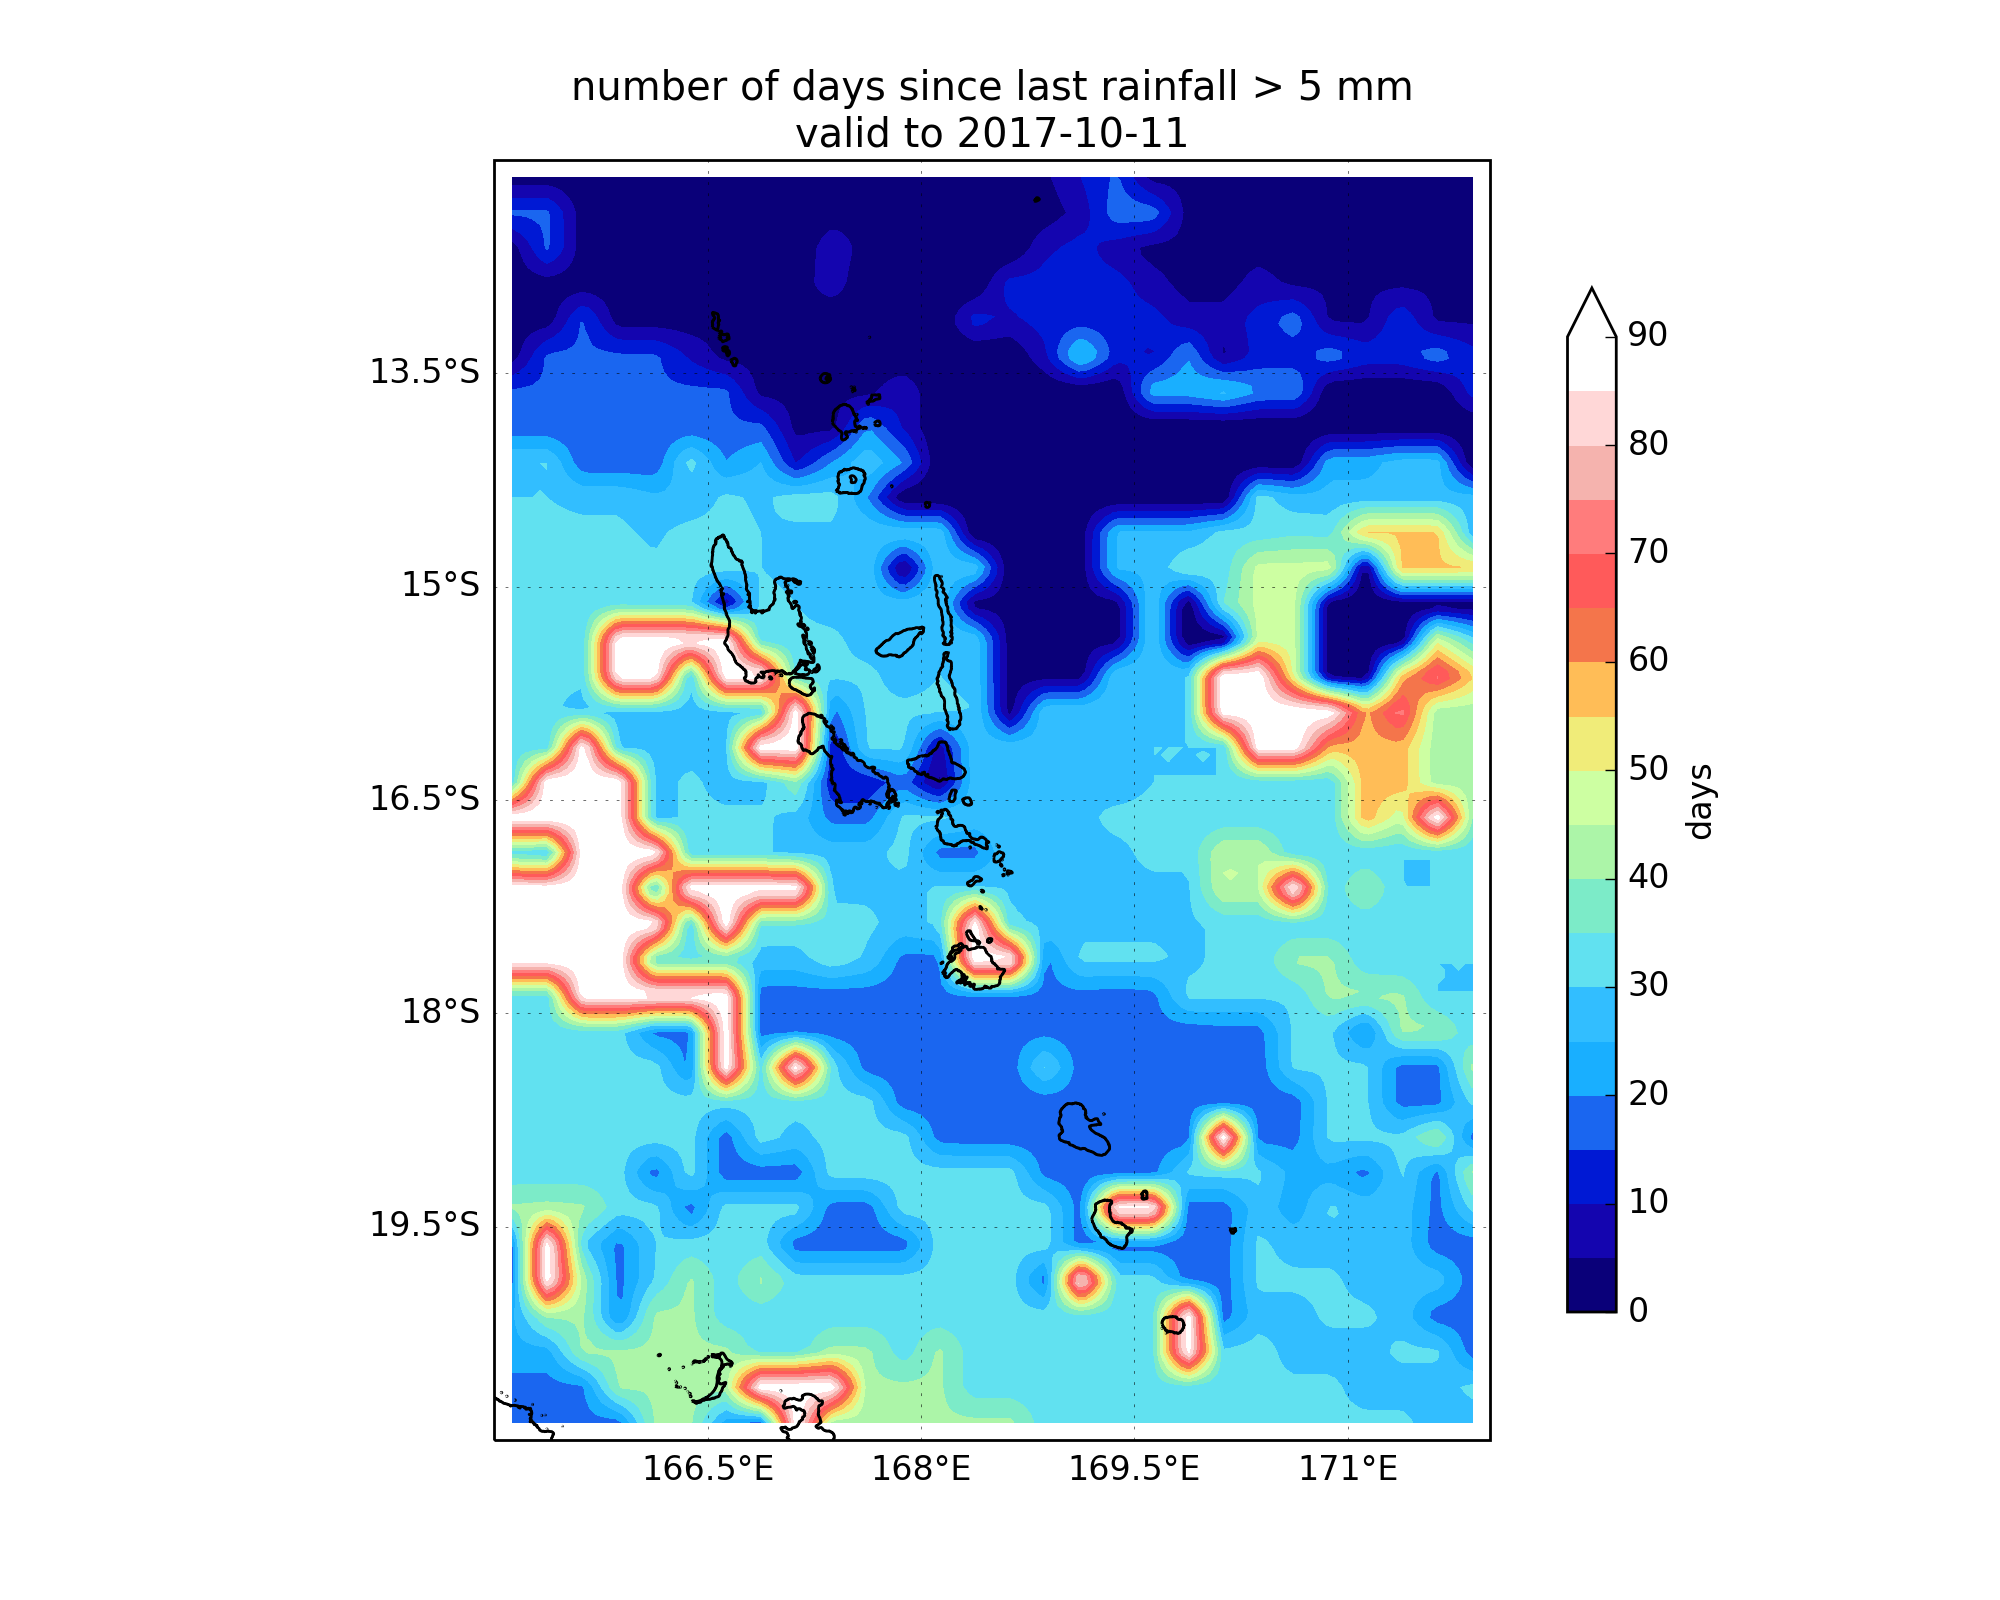 number of days since last rainfall > 5 mm
valid to 2017-10-11
13.5°S
15°S
16.5°S
18°S
19.5°S
166.5°E
168°E
169.5°E
171°E
90
80
70
60
50
40
30
20
10
0
days